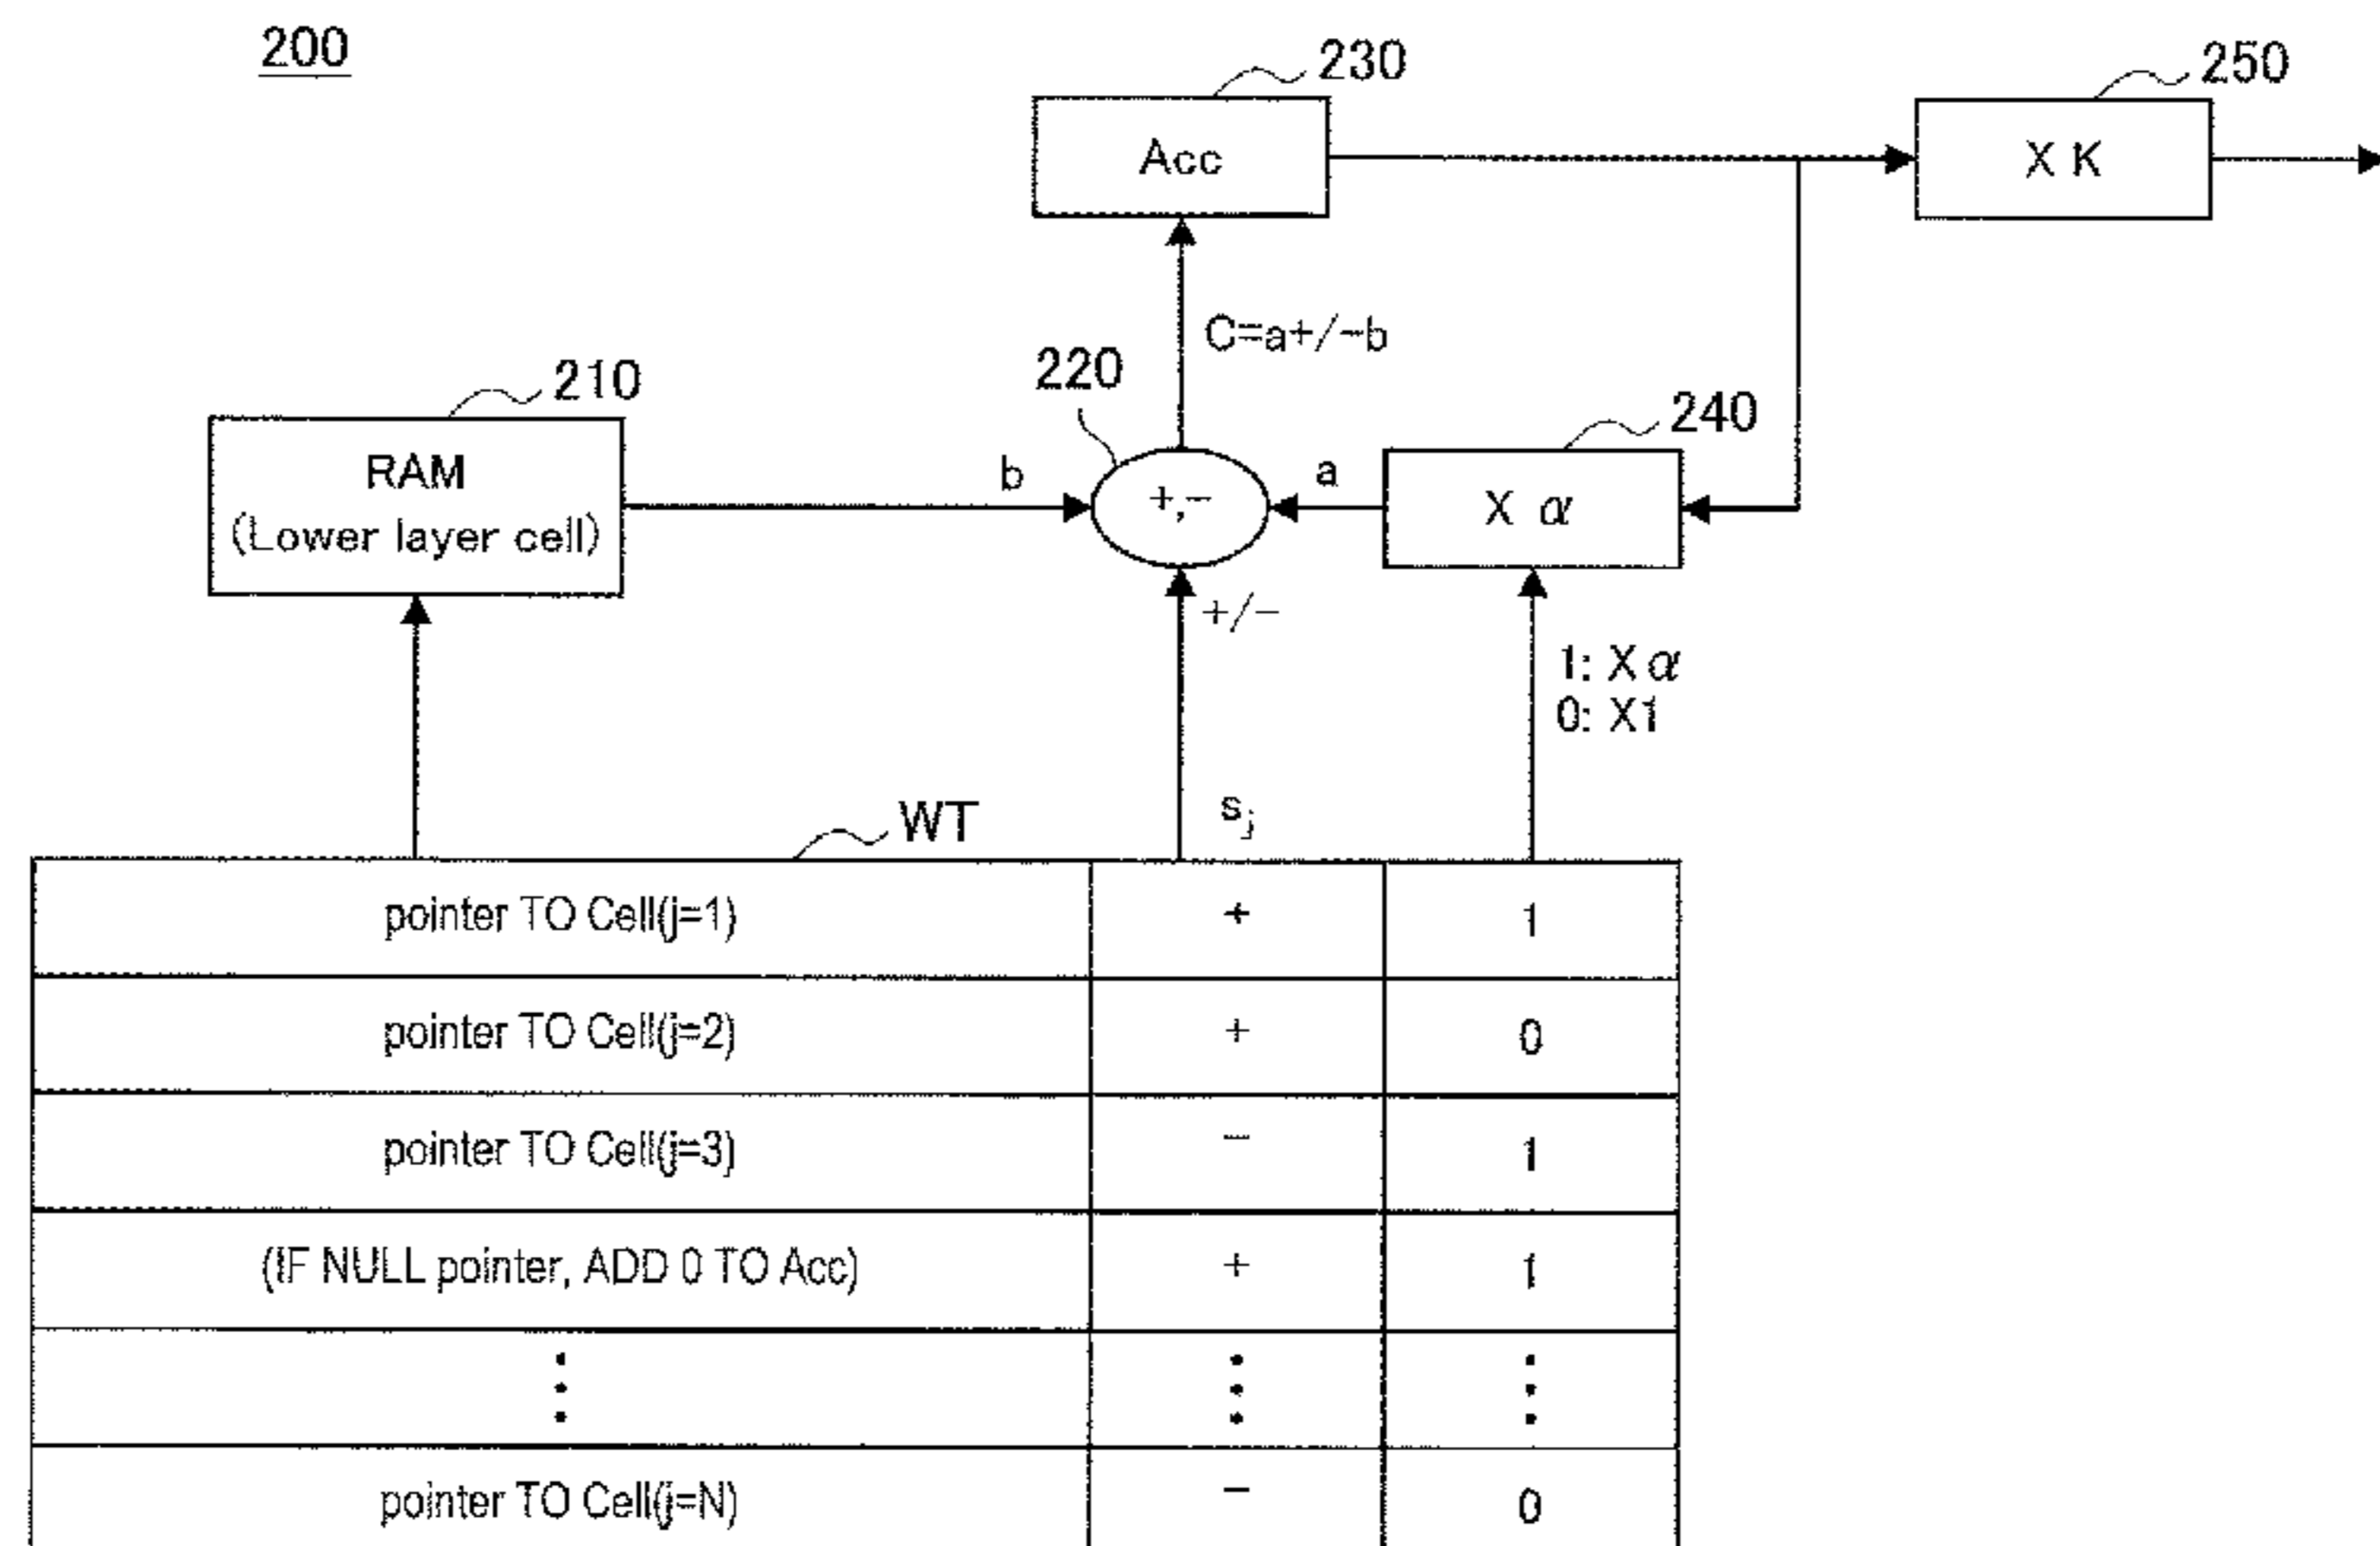 200
230
250
Acc
X K
C=a+/-b
210
220
240
RAM
(Lower layer cell)
b
+,-
a
X α
+/-
1: X α
0: X1
WT
sj
pointer TO Cell(j=1) + 1
pointer TO Cell(j=2) + 0
pointer TO Cell(j=3) - 1
(IF NULL pointer, ADD 0 TO Acc) + 1
pointer TO Cell(j=N) - 0